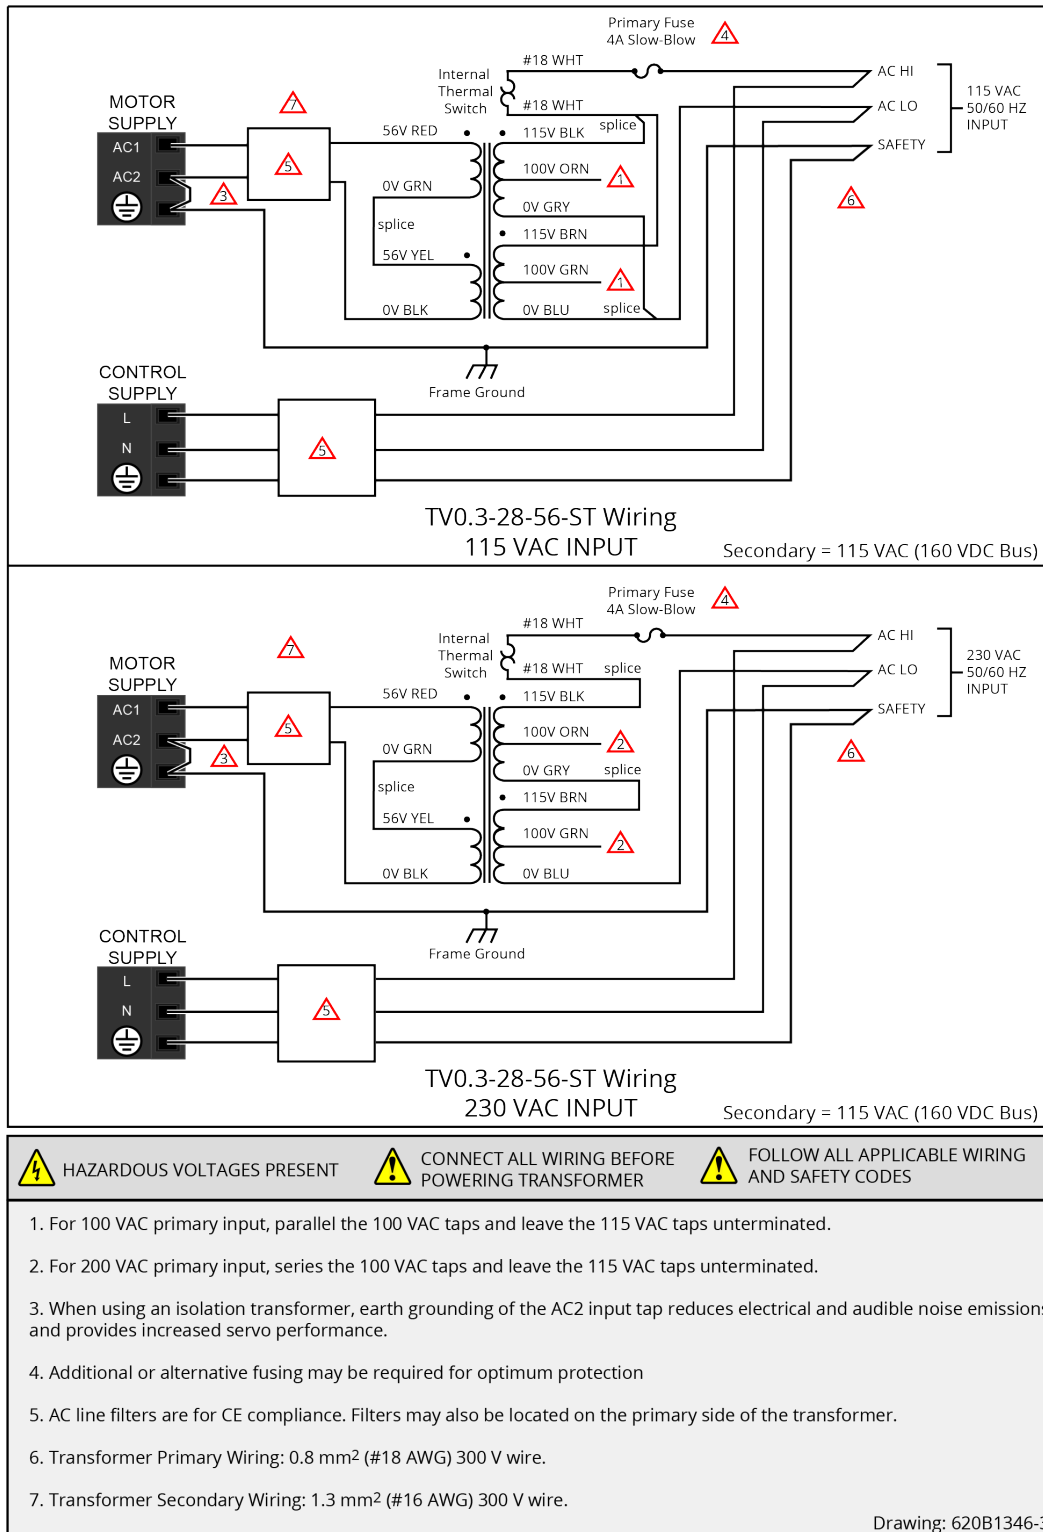 Primary Fuse
4A Slow-Blow
4
#18 WHT
AC HI
Internal
Thermal
Switch
115 VAC
50/60 HZ
INPUT
7
MOTOR
SUPPLY
#18 WHT
AC LO
splice
56V RED
115V BLK
AC1
SAFETY
5
100V ORN
1
AC2
0V GRN
3
6
0V GRY
splice
115V BRN
56V YEL
100V GRN
1
0V BLK
0V BLU
splice
CONTROL
SUPPLY
Frame Ground
L
N
5
TV0.3-28-56-ST Wiring
115 VAC INPUT
Secondary = 115 VAC (160 VDC Bus)
Primary Fuse
4A Slow-Blow
4
#18 WHT
AC HI
Internal
Thermal
Switch
230 VAC
50/60 HZ
INPUT
7
MOTOR
SUPPLY
#18 WHT
splice
AC LO
56V RED
115V BLK
AC1
SAFETY
5
100V ORN
2
AC2
0V GRN
3
6
0V GRY
splice
splice
115V BRN
56V YEL
100V GRN
2
0V BLK
0V BLU
CONTROL
SUPPLY
Frame Ground
L
N
5
TV0.3-28-56-ST Wiring
230 VAC INPUT
Secondary = 115 VAC (160 VDC Bus)
HAZARDOUS VOLTAGES PRESENT
CONNECT ALL WIRING BEFORE
POWERING TRANSFORMER
FOLLOW ALL APPLICABLE WIRING
AND SAFETY CODES
1. For 100 VAC primary input, parallel the 100 VAC taps and leave the 115 VAC taps unterminated.
2. For 200 VAC primary input, series the 100 VAC taps and leave the 115 VAC taps unterminated.
3. When using an isolation transformer, earth grounding of the AC2 input tap reduces electrical and audible noise emissions
and provides increased servo performance.
4. Additional or alternative fusing may be required for optimum protection
5. AC line filters are for CE compliance. Filters may also be located on the primary side of the transformer.
6. Transformer Primary Wiring: 0.8 mm² (#18 AWG) 300 V wire.
7. Transformer Secondary Wiring: 1.3 mm² (#16 AWG) 300 V wire.
Drawing: 620B1346-3